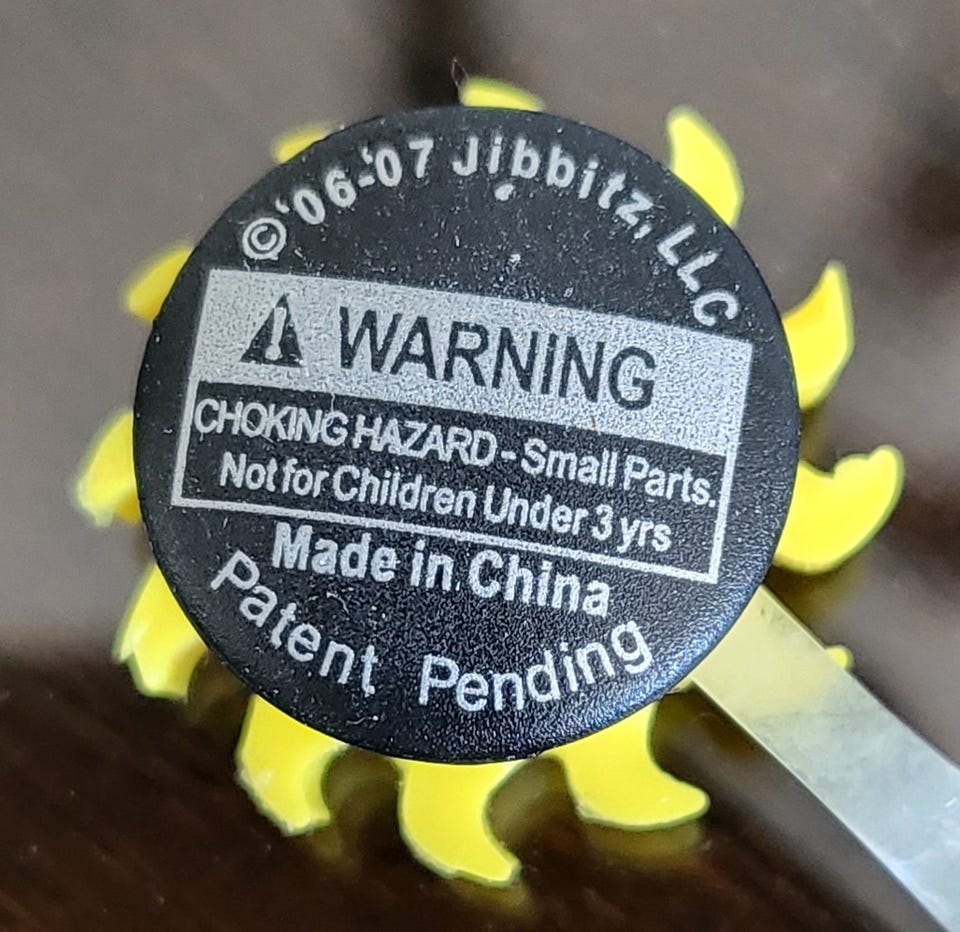 ©'06-'07 Jibbitz, LLC
WARNING
CHOKING HAZARD - Small Parts.
Not for Children Under 3 yrs
Made in China
Patent Pending